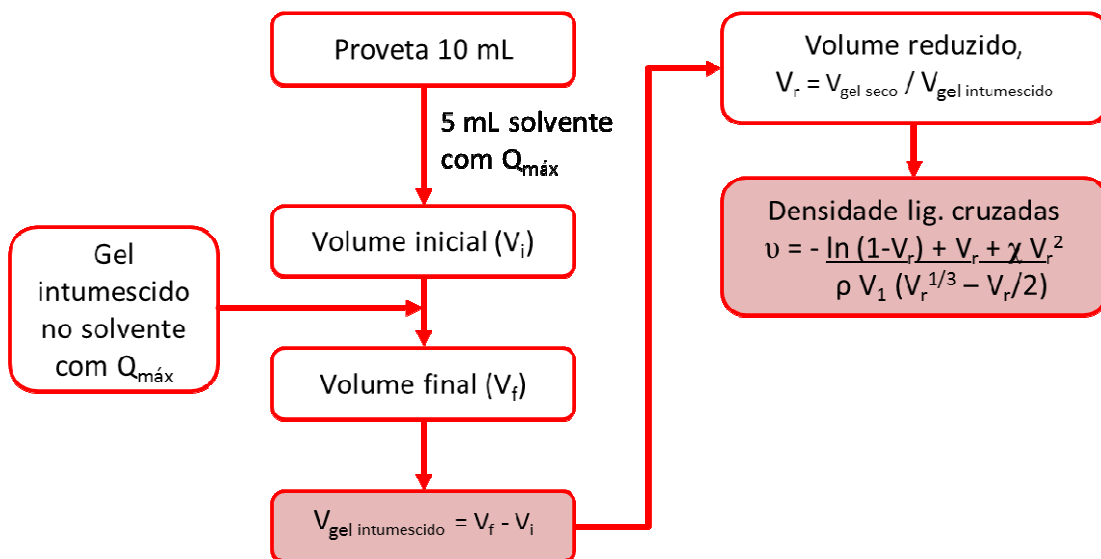 Proveta 10 mL
5 mL solvente
com Qmáx
Volume inicial (Vi)
Gel
intumescido
no solvente
com Qmáx
Volume final (Vf)
Vgel intumescido = Vf - Vi
Volume reduzido,
Vr = Vgel seco / Vgel intumescido
Densidade lig. cruzadas
υ = - ln (1-Vr) + Vr + χ Vr²
ρ V1 (Vr^1/3 – Vr/2)